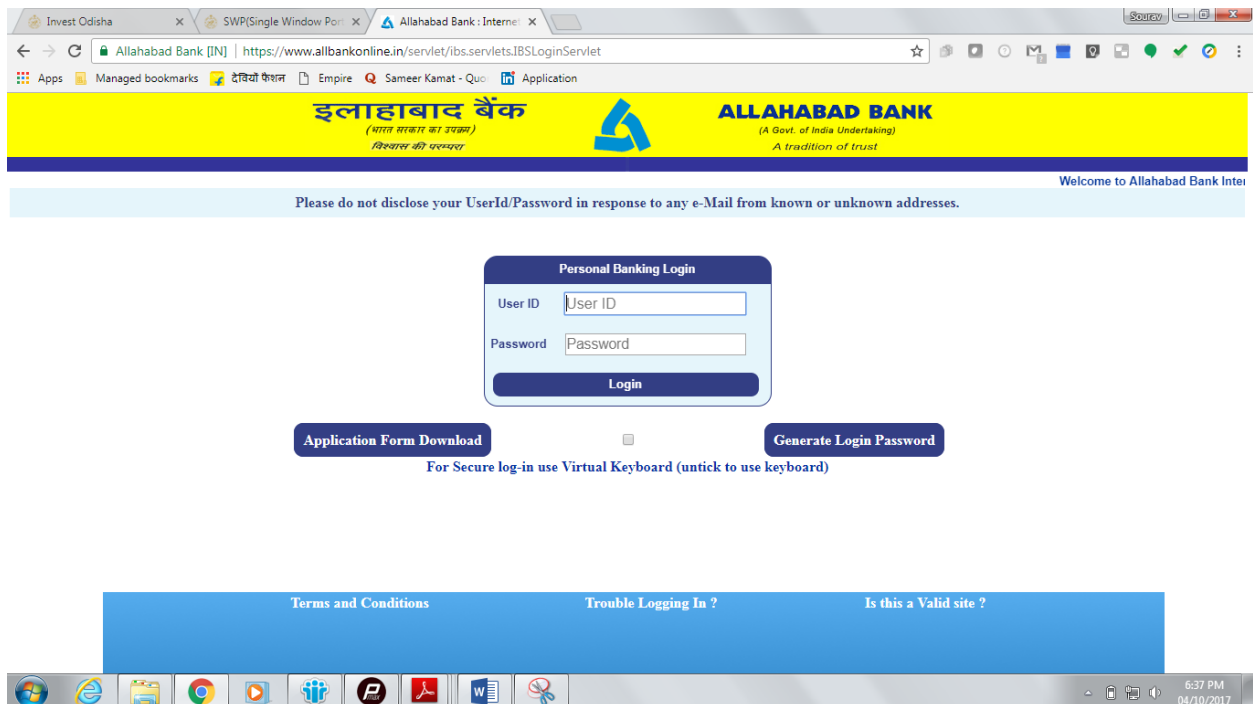 Invest Odisha
SWP(Single Window Por
Allahabad Bank : Interne
Sourav
Allahabad Bank [IN] | https://www.allbankonline.in/servlet/ibs.servlets.IBSLoginServlet
Apps Managed bookmarks देवियों फैशन Empire Sameer Kamat - Quo Application
इलाहाबाद बैंक
(भारत सरकार का उपक्रम)
विश्वास की परम्परा
ALLAHABAD BANK
(A Govt. of India Undertaking)
A tradition of trust
Welcome to Allahabad Bank Inter
Please do not disclose your UserId/Password in response to any e-Mail from known or unknown addresses.
Personal Banking Login
User ID User ID
Password Password
Login
Application Form Download Generate Login Password
For Secure log-in use Virtual Keyboard (untick to use keyboard)
Terms and Conditions Trouble Logging In ? Is this a Valid site ?
6:37 PM
04/10/2017